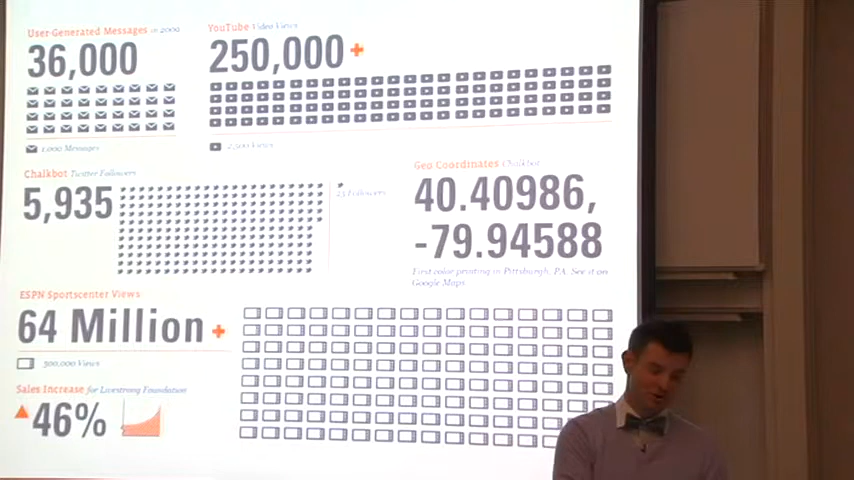 User-Generated Messages in 2009
36,000
1,000 Messages
YouTube Video Views
250,000+
2,500 Views
Chalkbot Twitter Followers
5,935
25 Followers
Geo Coordinates Chalkbot
40.40986,
-79.94588
First color printing in Pittsburgh, PA. See it on
Google Maps
ESPN Sportscenter Views
64 Million+
500,000 Views
Sales Increase for Livestrong Foundation
46%